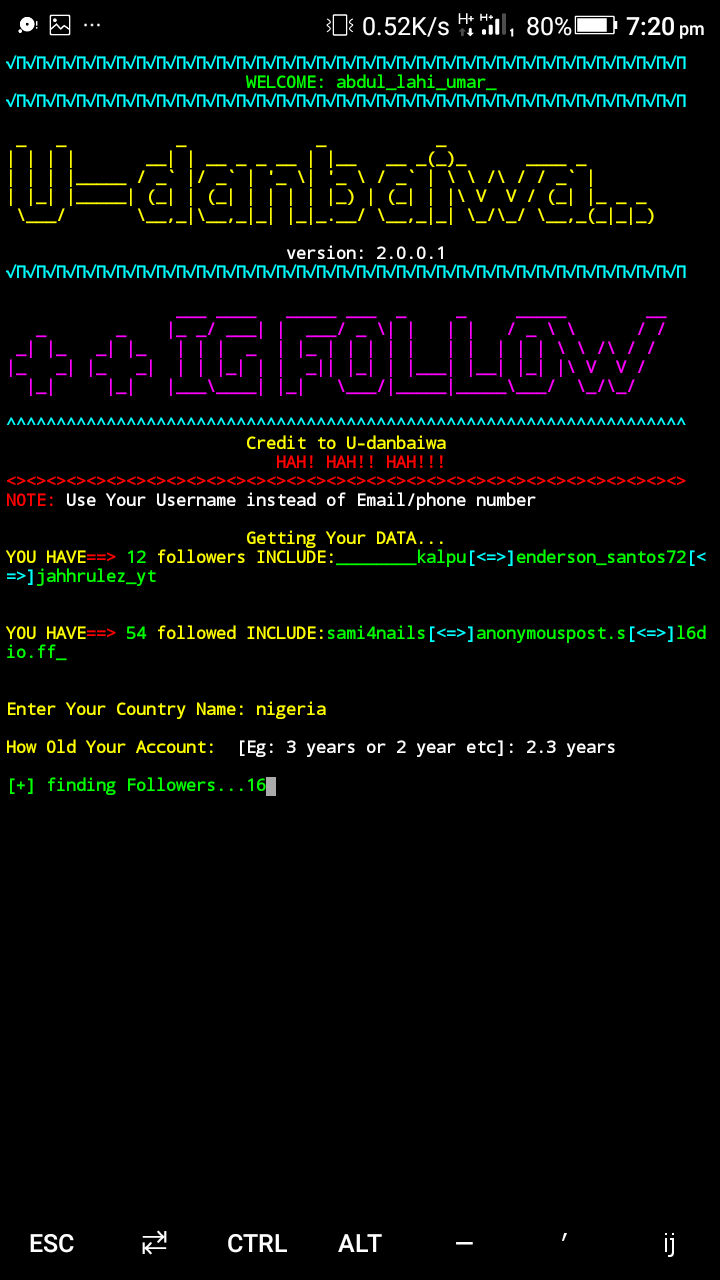 0.52K/s H+ H+ 1 80% 7:20 pm
√Π√Π√Π√Π√Π√Π√Π√Π√Π√Π√Π√Π√Π√Π√Π√Π√Π√Π√Π√Π√Π√Π√Π√Π√Π√Π√Π√Π√Π√Π√Π√Π√Π√Π
WELCOME: abdul_lahi_umar_
√Π√Π√Π√Π√Π√Π√Π√Π√Π√Π√Π√Π√Π√Π√Π√Π√Π√Π√Π√Π√Π√Π√Π√Π√Π√Π√Π√Π√Π√Π√Π√Π√Π√Π
U-danbaiwa...
version: 2.0.0.1
√Π√Π√Π√Π√Π√Π√Π√Π√Π√Π√Π√Π√Π√Π√Π√Π√Π√Π√Π√Π√Π√Π√Π√Π√Π√Π√Π√Π√Π√Π√Π√Π√Π√Π
++IG FOLLOW
^^^^^^^^^^^^^^^^^^^^^^^^^^^^^^^^^^^^^^^^^^^^^^^^^^^^^^^^^^^^^^^^^^^^
Credit to U-danbaiwa
HAH! HAH!! HAH!!!
<><><><><><><><><><><><><><><><><><><><><><><><><><><><><><><><><><>
NOTE: Use Your Username instead of Email/phone number
Getting Your DATA...
YOU HAVE==> 12 followers INCLUDE:________kalpu[<=>]enderson_santos72[<
=>]jahhrulez_yt
YOU HAVE==> 54 followed INCLUDE:sami4nails[<=>]anonymouspost.s[<=>]l6d
io.ff_
Enter Your Country Name: nigeria
How Old Your Account:  [Eg: 3 years or 2 year etc]: 2.3 years
[+] finding Followers...16
ESC CTRL ALT — ′ ij